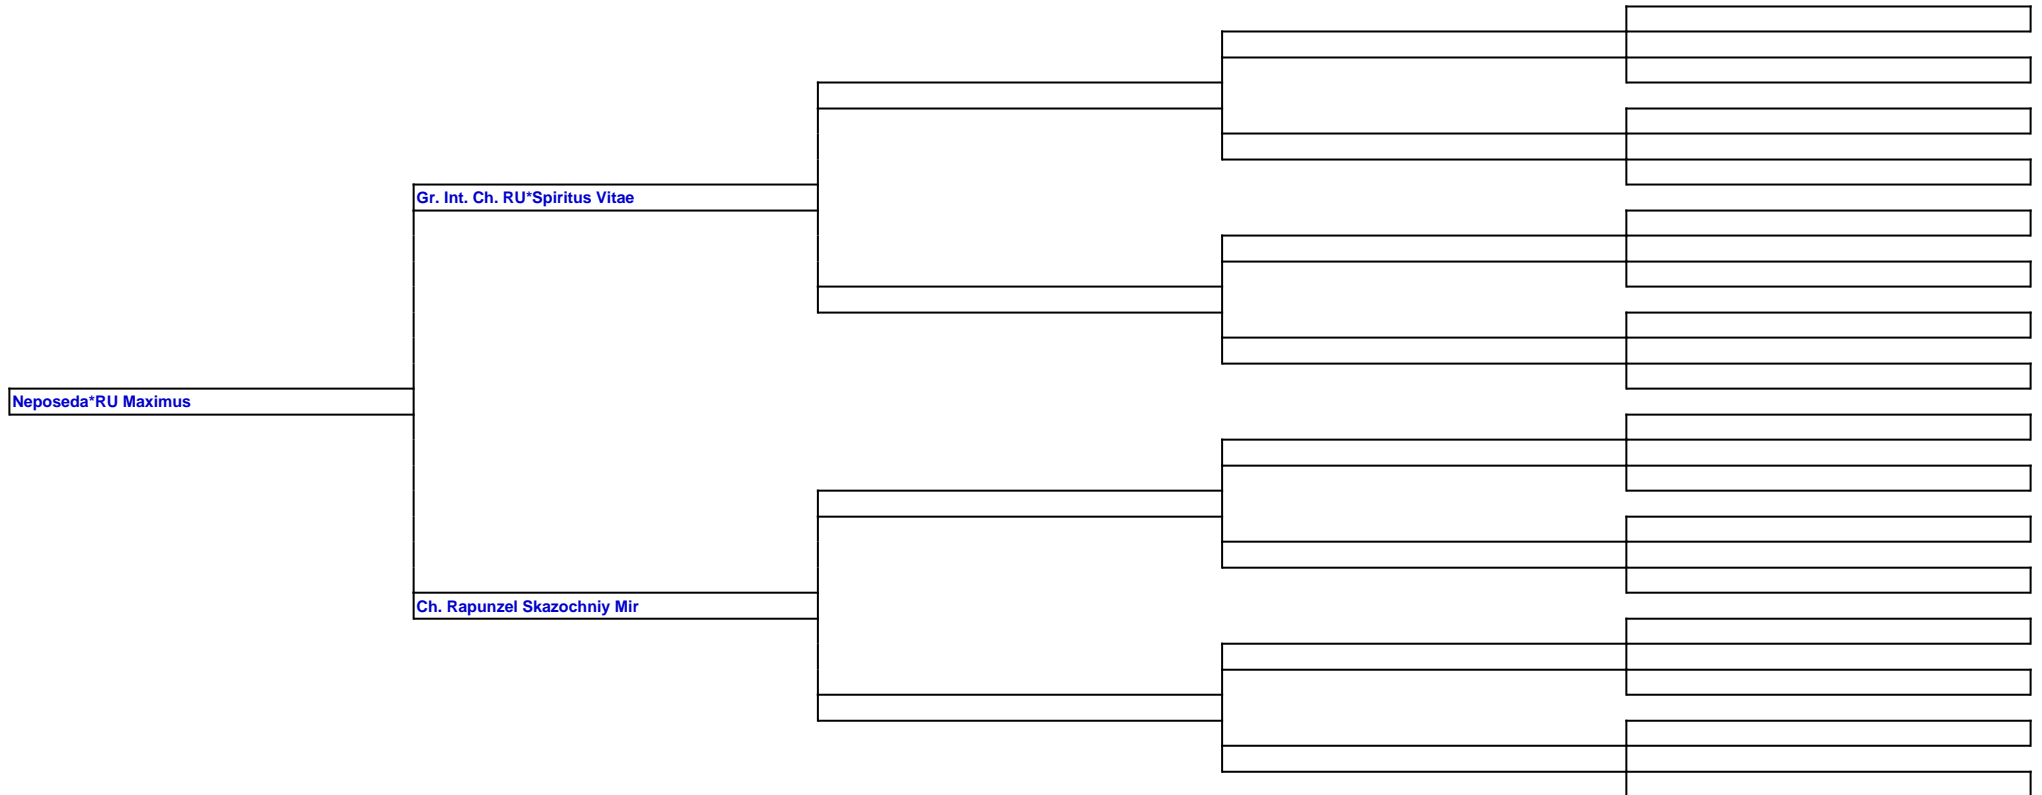 Gr. Int. Ch. RU*Spiritus Vitae
Neposeda*RU Maximus
Ch. Rapunzel Skazochniy Mir